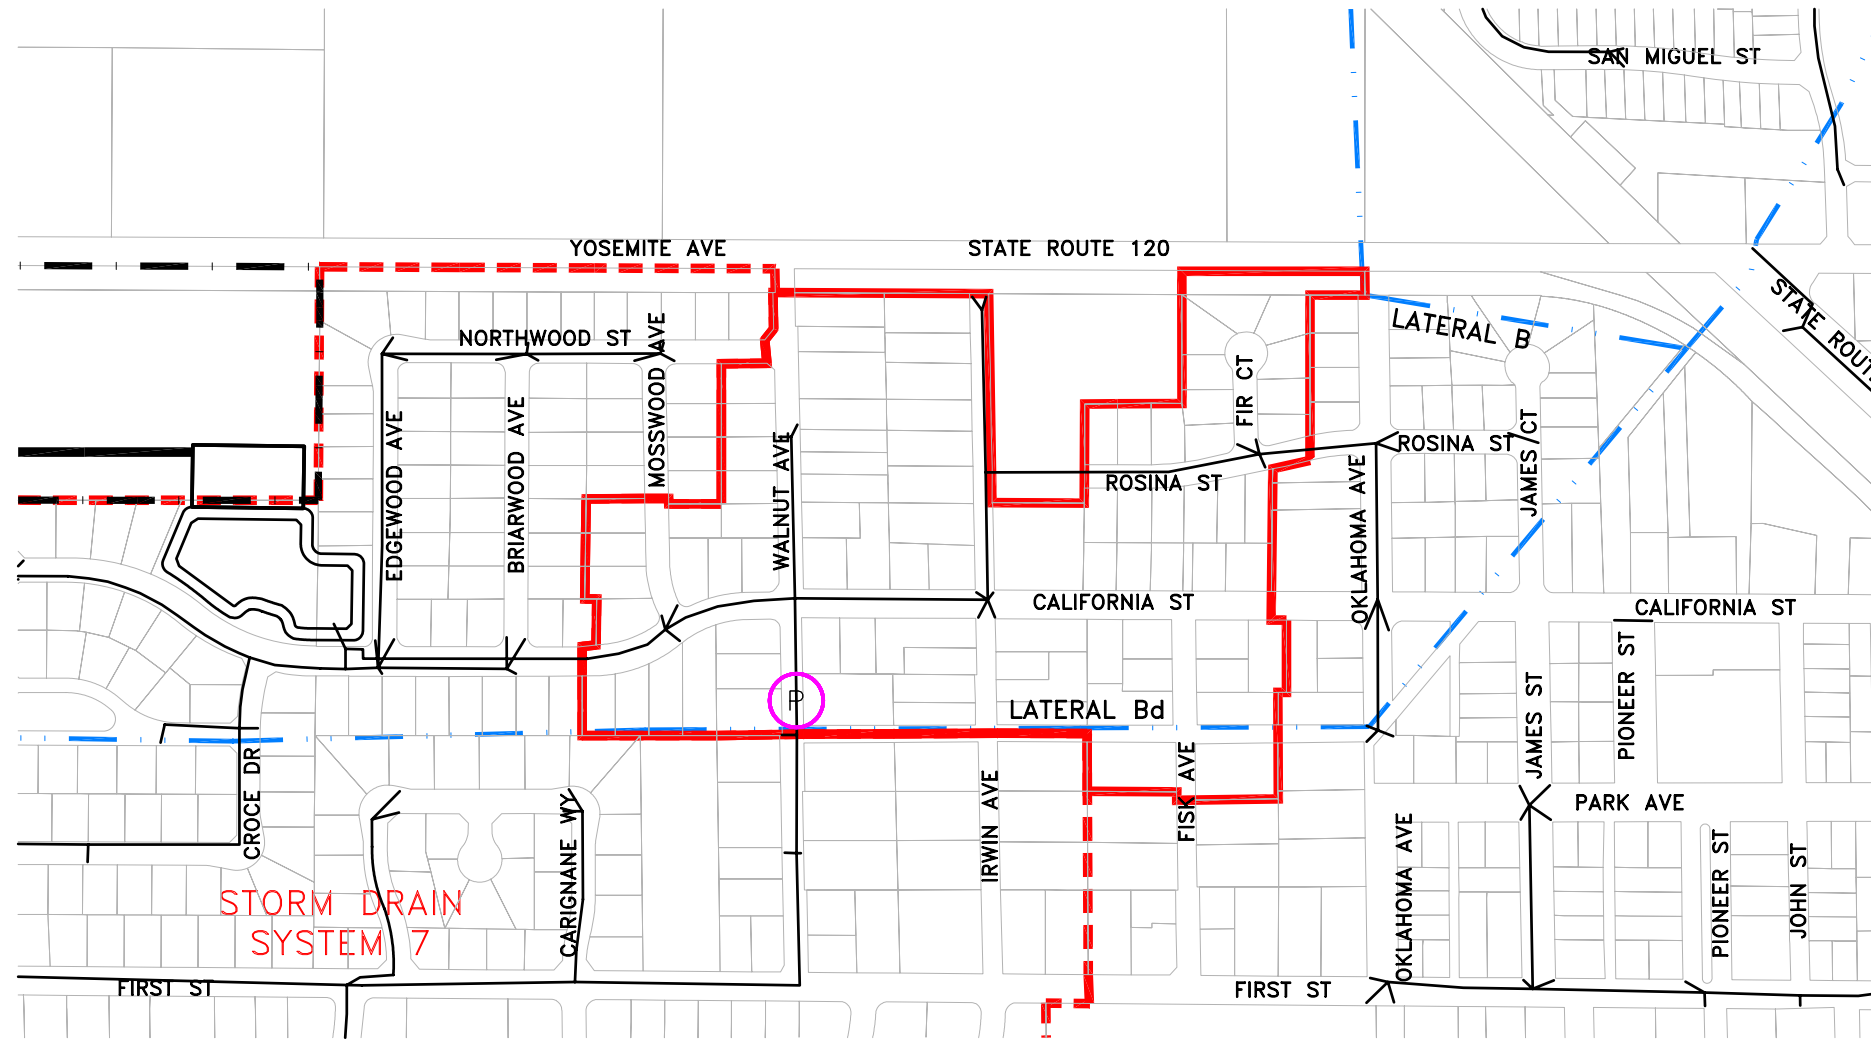 SAN MIGUEL ST
YOSEMITE AVE
STATE ROUTE 120
STATE ROUT
LATERAL B
NORTHWOOD ST
MOSSWOOD AVE
FIR CT
EDGEWOOD AVE
BRIARWOOD AVE
WALNUT AVE
ROSINA ST
ROSINA ST
JAMES CT
OKLAHOMA AVE
CALIFORNIA ST
CALIFORNIA ST
PIONEER ST
JAMES ST
P
LATERAL Bd
CROCE DR
CARIGNANE WY
IRWIN AVE
FISK AVE
PARK AVE
OKLAHOMA AVE
PIONEER ST
JOHN ST
STORM DRAIN
SYSTEM 7
FIRST ST
FIRST ST